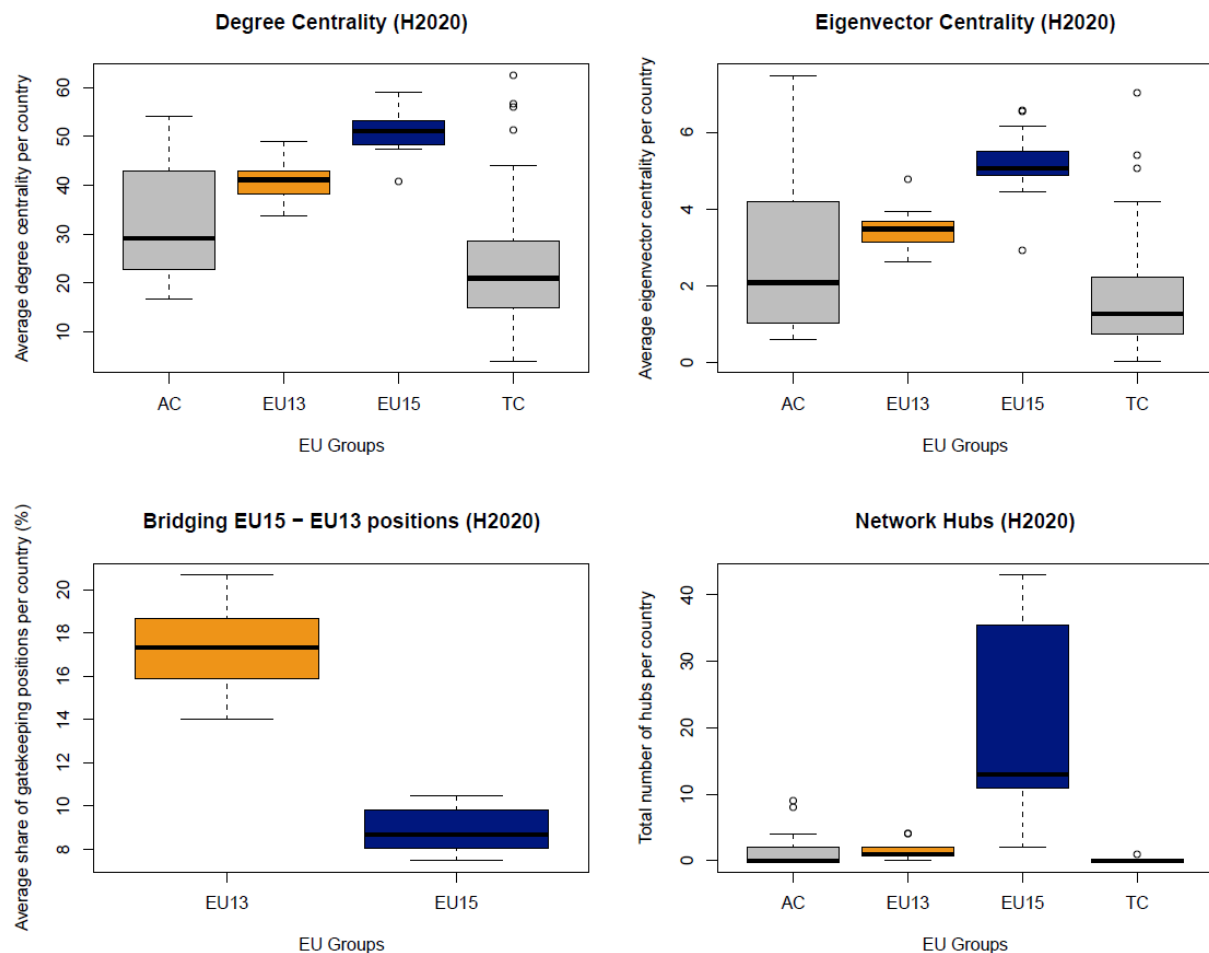 Degree Centrality (H2020)
Average degree centrality per country
60
50
40
30
20
10
AC EU13 EU15 TC
EU Groups
Eigenvector Centrality (H2020)
Average eigenvector centrality per country
6
4
2
0
AC EU13 EU15 TC
EU Groups
Bridging EU15 − EU13 positions (H2020)
Average share of gatekeeping positions per country (%)
20
18
16
14
12
10
8
EU13 EU15
EU Groups
Network Hubs (H2020)
Total number of hubs per country
40
30
20
10
0
AC EU13 EU15 TC
EU Groups